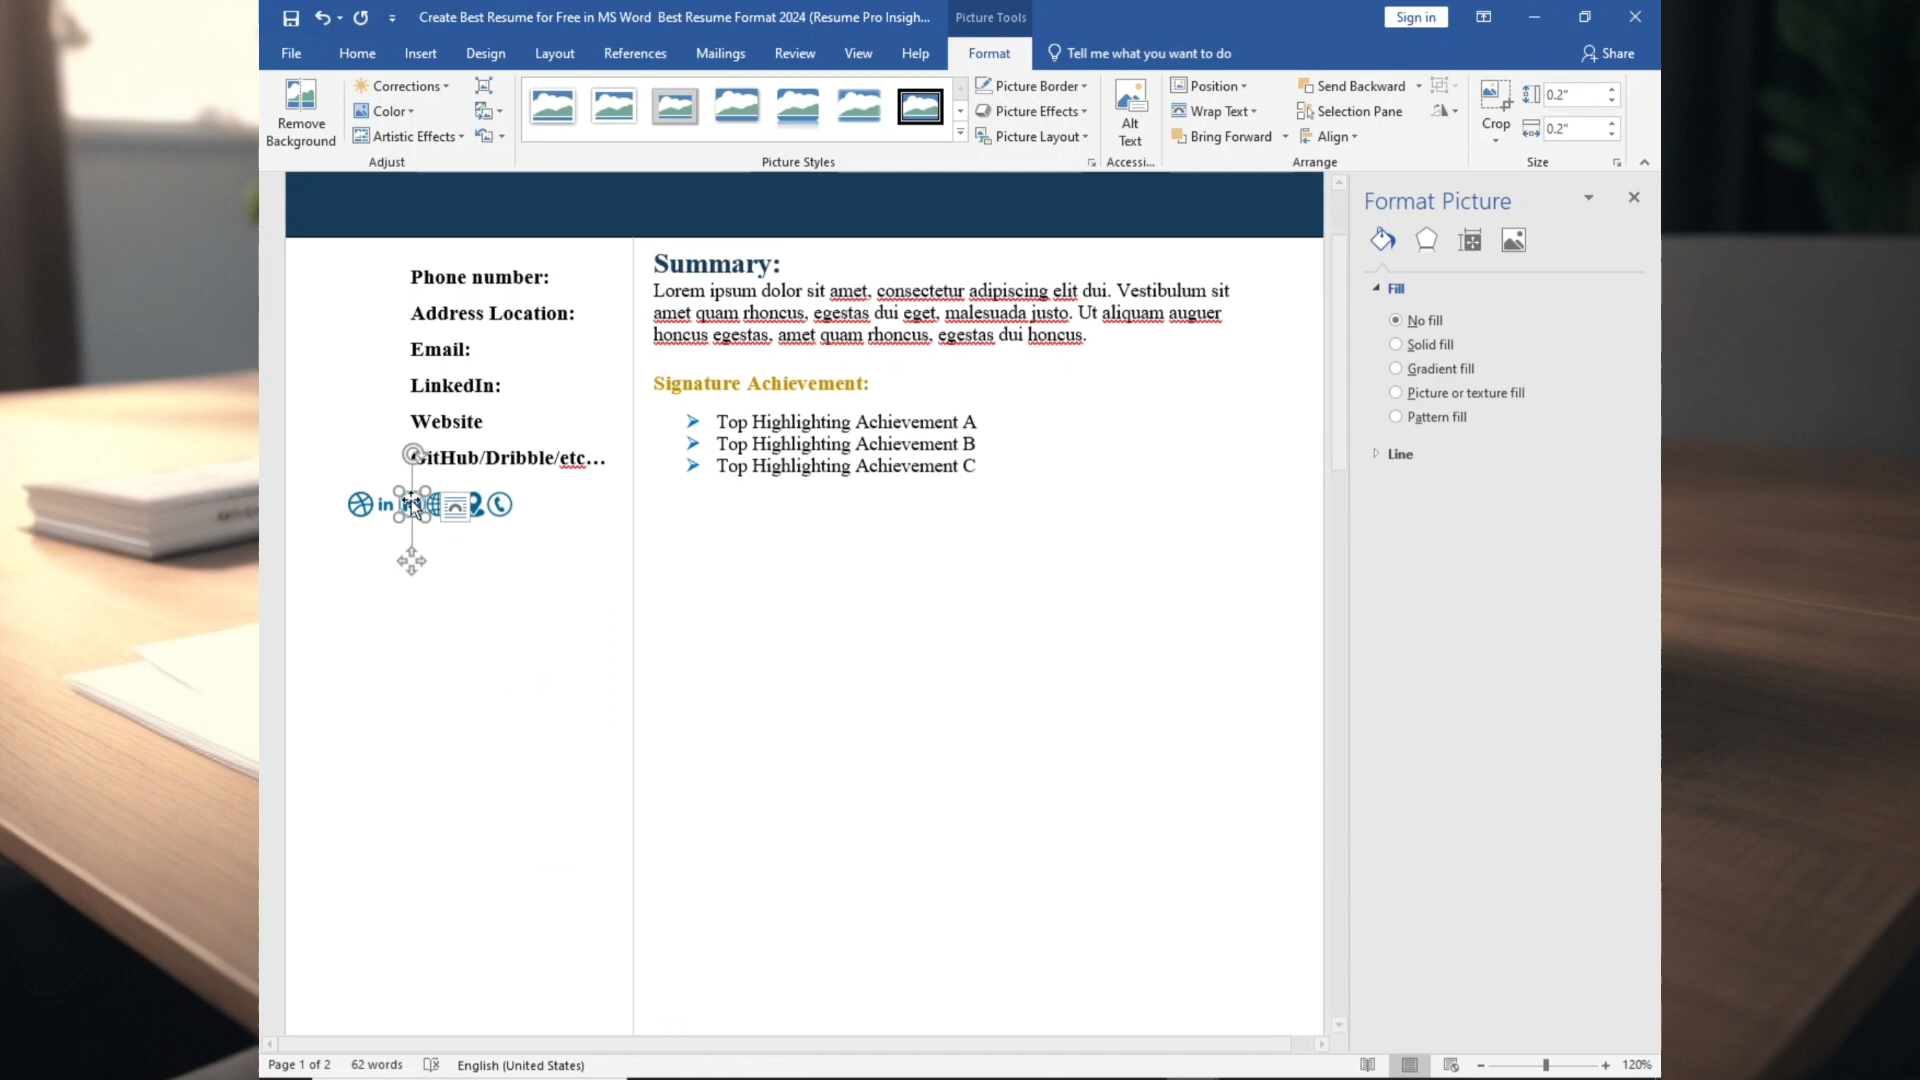 Create Best Resume for Free in MS Word Best Resume Format 2024 (Resume Pro Insigh...
Picture Tools
Sign in
File
Home
Insert
Design
Layout
References
Mailings
Review
View
Help
Format
Tell me what you want to do
Share
Remove
Background
Corrections
Color
Artistic Effects
Adjust
Picture Styles
Picture Border
Picture Effects
Picture Layout
Alt
Text
Accessi...
Position
Wrap Text
Bring Forward
Send Backward
Selection Pane
Align
Arrange
Crop
0.2"
0.2"
Size
Phone number:
Address Location:
Email:
LinkedIn:
Website
GitHub/Dribble/etc...
in
Summary:
Lorem ipsum dolor sit amet, consectetur adipiscing elit dui. Vestibulum sit
amet quam rhoncus, egestas dui eget, malesuada justo. Ut aliquam auguer
honcus egestas, amet quam rhoncus, egestas dui honcus.
Signature Achievement:
Top Highlighting Achievement A
Top Highlighting Achievement B
Top Highlighting Achievement C
Format Picture
Fill
No fill
Solid fill
Gradient fill
Picture or texture fill
Pattern fill
Line
Page 1 of 2
62 words
English (United States)
120%